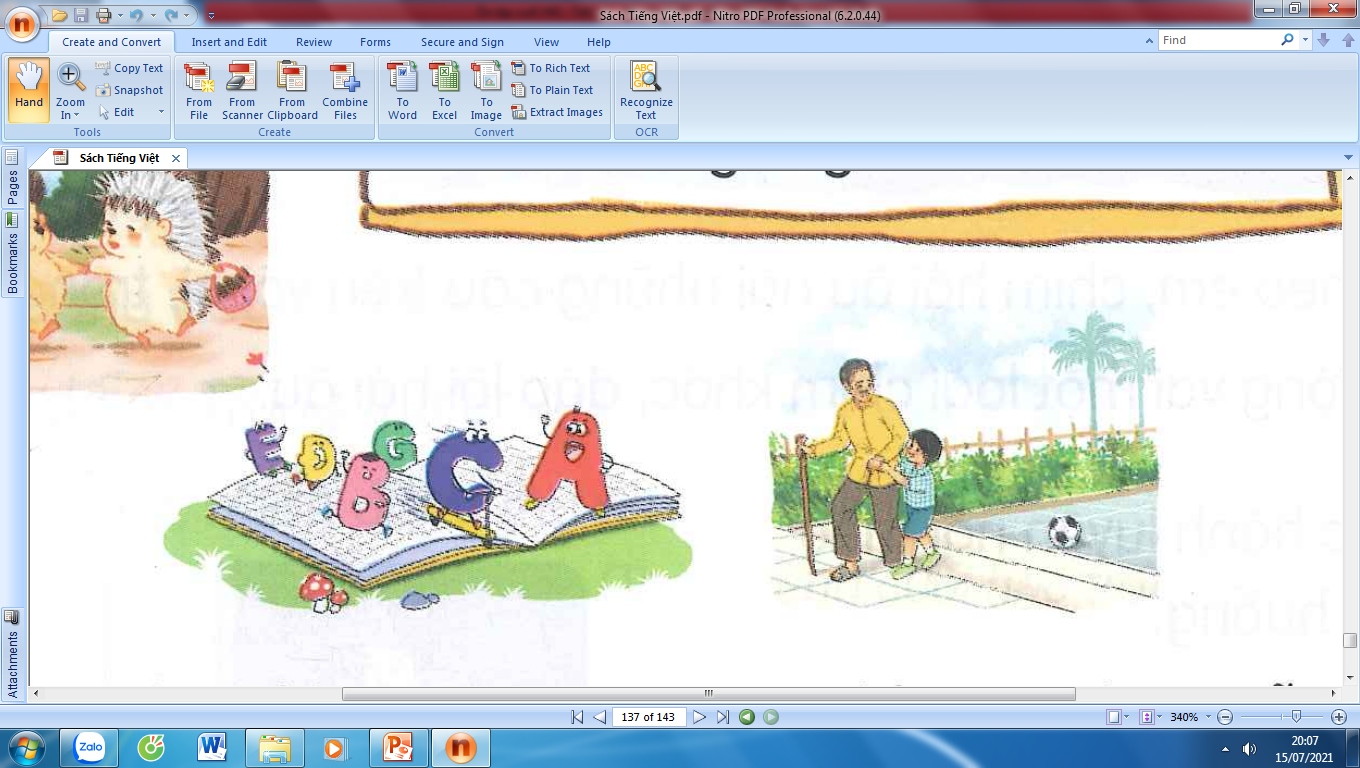 Sách Tiếng Việt.pdf - Nitro PDF Professional (6.2.0.44)
Create and Convert Insert and Edit Review Forms Secure and Sign View Help Find
Hand
Zoom In
Copy Text
Snapshot
Edit
Tools
From File
From Scanner
From Clipboard
Combine Files
Create
To Word
To Excel
To Image
To Rich Text
To Plain Text
Extract Images
Convert
ABC
Recognize Text
OCR
Sách Tiếng Việt
Pages
Bookmarks
Attachments
E D B G C A
137 of 143
340%
Zalo
20:07
15/07/2021